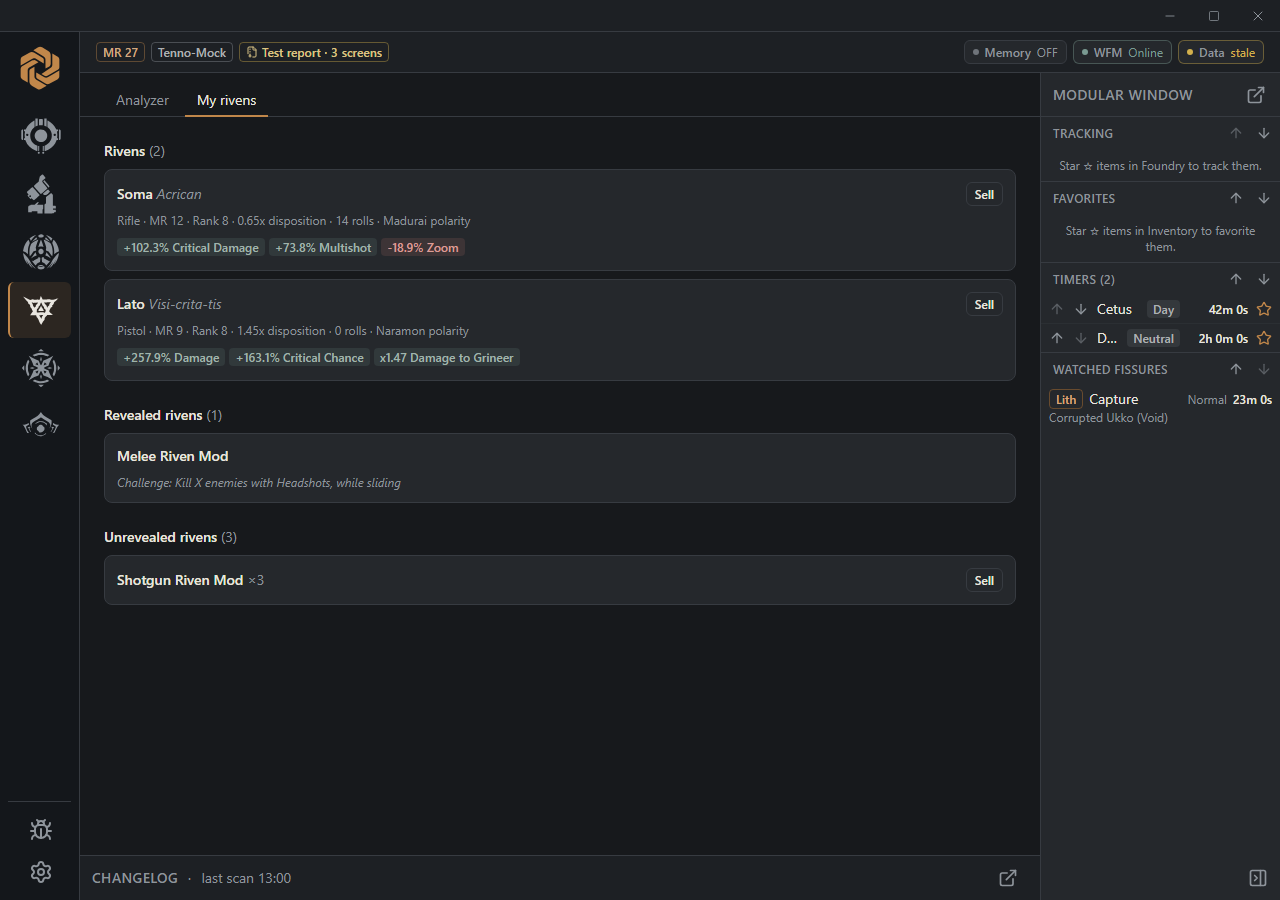 MR 27 Tenno-Mock Test report · 3 screens Memory OFF WFM Online Data stale
Analyzer My rivens
Rivens (2)
Soma Acrican Sell
Rifle · MR 12 · Rank 8 · 0.65x disposition · 14 rolls · Madurai polarity
+102.3% Critical Damage +73.8% Multishot -18.9% Zoom
Lato Visi-crita-tis Sell
Pistol · MR 9 · Rank 8 · 1.45x disposition · 0 rolls · Naramon polarity
+257.9% Damage +163.1% Critical Chance x1.47 Damage to Grineer
Revealed rivens (1)
Melee Riven Mod
Challenge: Kill X enemies with Headshots, while sliding
Unrevealed rivens (3)
Shotgun Riven Mod ×3 Sell
CHANGELOG · last scan 13:00
MODULAR WINDOW
TRACKING
Star ☆ items in Foundry to track them.
FAVORITES
Star ☆ items in Inventory to favorite
them.
TIMERS (2)
Cetus Day 42m 0s
D... Neutral 2h 0m 0s
WATCHED FISSURES
Lith Capture Normal 23m 0s
Corrupted Ukko (Void)